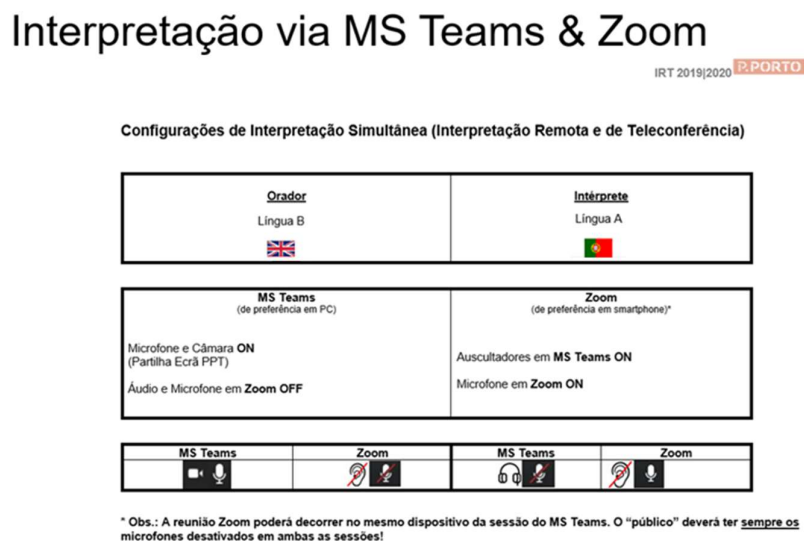 Interpretação via MS Teams & Zoom
IRT 2019|2020 P.PORTO
Configurações de Interpretação Simultânea (Interpretação Remota e de Teleconferência)
Orador
Língua B
Intérprete
Língua A
MS Teams
(de preferência em PC)
Microfone e Câmara ON
(Partilha Ecrã PPT)
Áudio e Microfone em Zoom OFF
Zoom
(de preferência em smartphone)*
Auscultadores em MS Teams ON
Microfone em Zoom ON
MS Teams
Zoom
MS Teams
Zoom
* Obs.: A reunião Zoom poderá decorrer no mesmo dispositivo da sessão do MS Teams. O “público” deverá ter sempre os
microfones desativados em ambas as sessões!